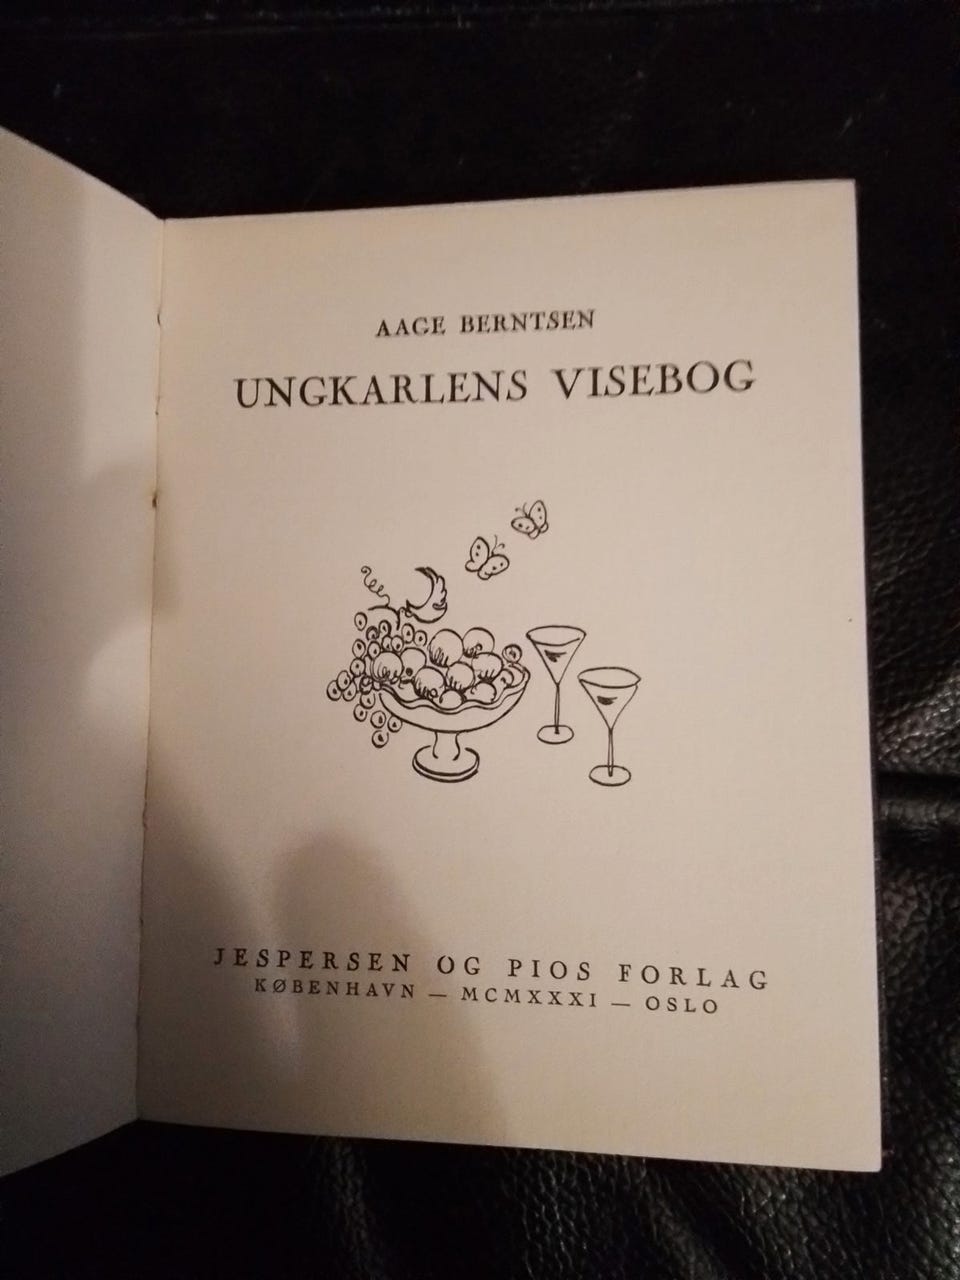 AAGE BERNTSEN
UNGKARLENS VISEBOG
JESPERSEN OG PIOS FORLAG
KØBENHAVN — MCMXXXI — OSLO